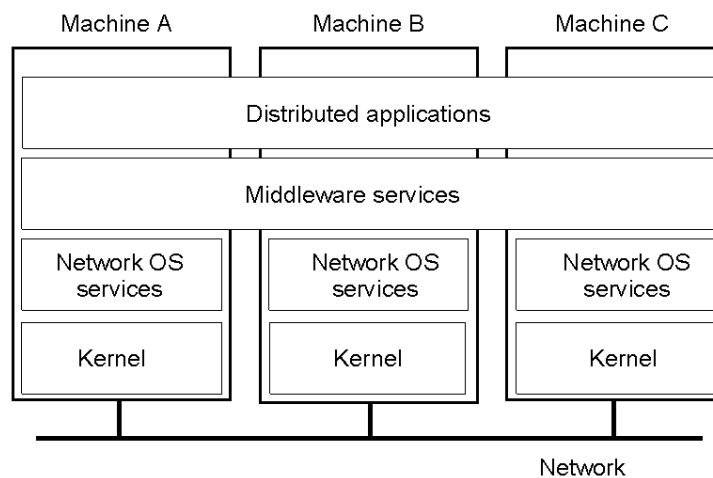 Machine A
Machine B
Machine C
Distributed applications
Middleware services
Network OS
services
Network OS
services
Network OS
services
Kernel
Kernel
Kernel
Network